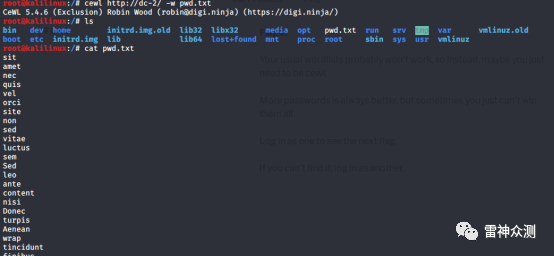 root@kalilinux:/# cewl http://dc-2/ -w pwd.txt
CeWL 5.4.6 (Exclusion) Robin Wood (robin@digi.ninja) (https://digi.ninja/)
root@kalilinux:/# ls
bin dev home initrd.img.old lib32 libx32 media opt pwd.txt run srv tmp var vmlinuz.old
boot etc initrd.img lib lib64 lost+found mnt proc root sbin sys usr vmlinuz
root@kalilinux:/# cat pwd.txt
sit
amet
nec
quis
vel
orci
site
non
sed
vitae
luctus
sem
Sed
leo
ante
content
nisi
Donec
turpis
Aenean
wrap
tincidunt
finibus
雷神众测